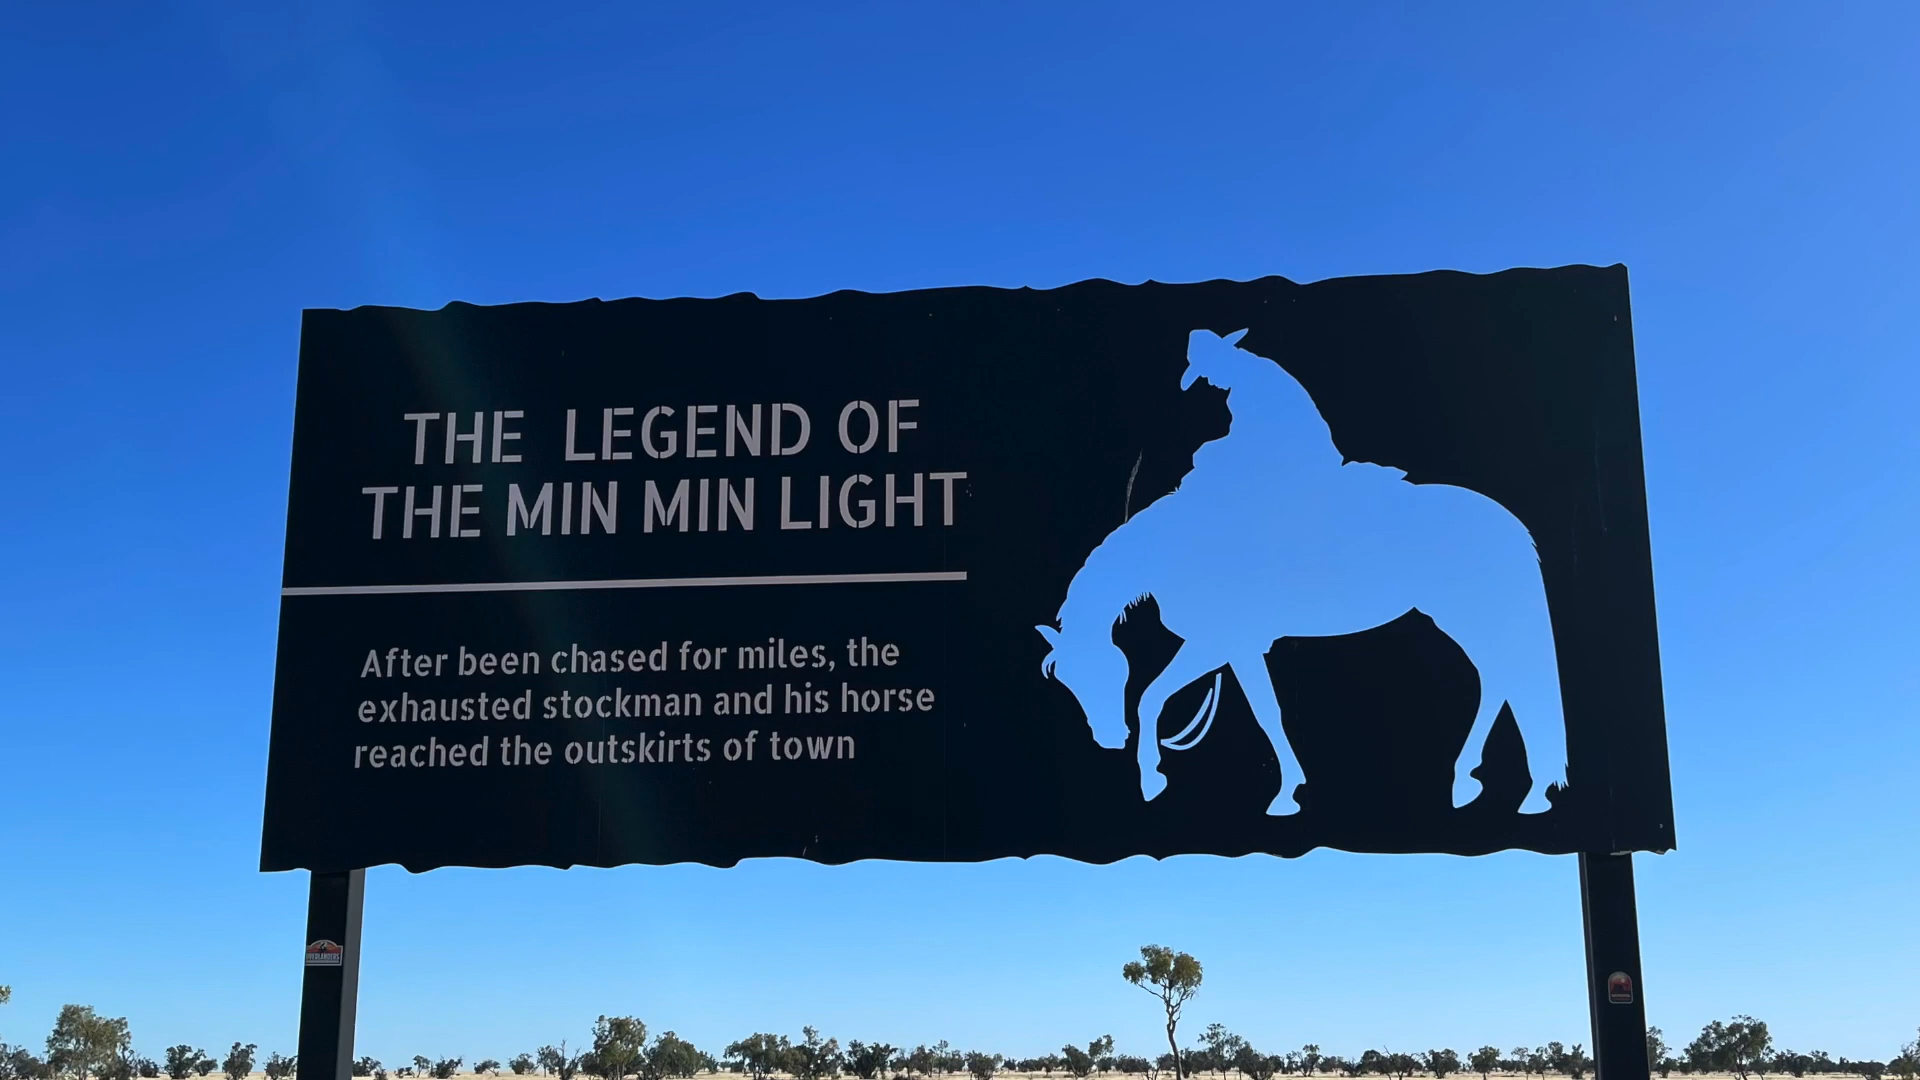 THE LEGEND OF
THE MIN MIN LIGHT
After been chased for miles, the
exhausted stockman and his horse
reached the outskirts of town